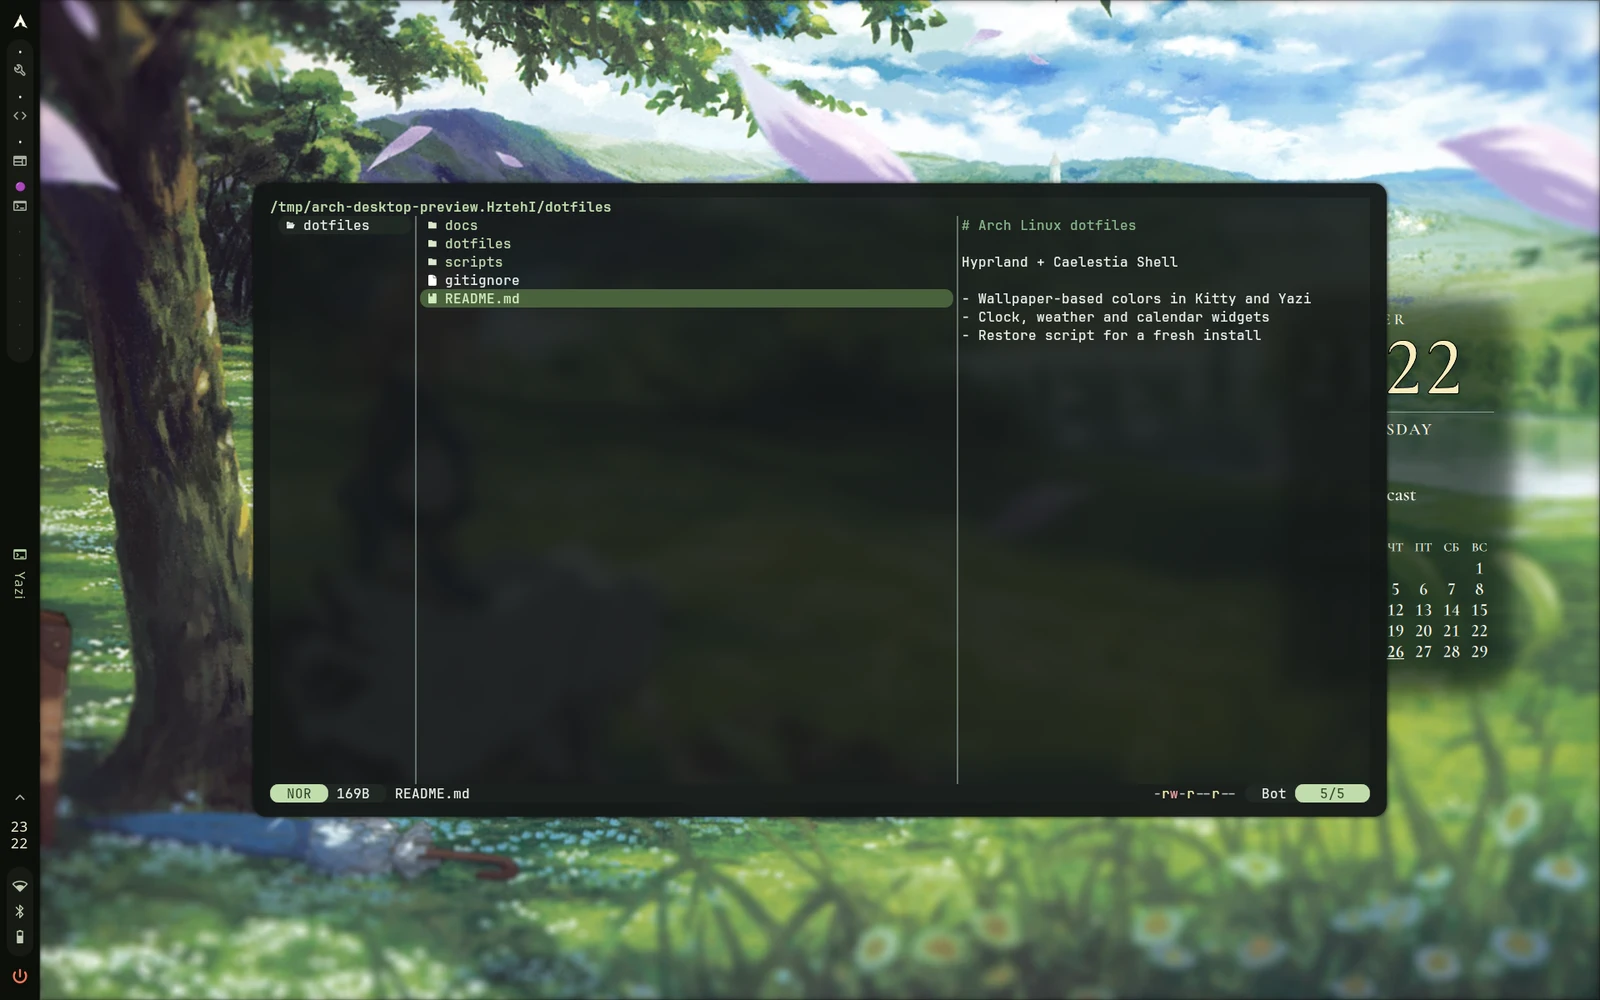 /tmp/arch-desktop-preview.HztehI/dotfiles
dotfiles
docs
dotfiles
scripts
gitignore
README.md
# Arch Linux dotfiles
Hyprland + Caelestia Shell
- Wallpaper-based colors in Kitty and Yazi
- Clock, weather and calendar widgets
- Restore script for a fresh install
NOR 169B README.md
-rw-r--r-- Bot 5/5
Yazi
23
22
ER
22
SDAY
cast
ЧТ ПТ СБ ВС
1
5 6 7 8
12 13 14 15
19 20 21 22
26 27 28 29